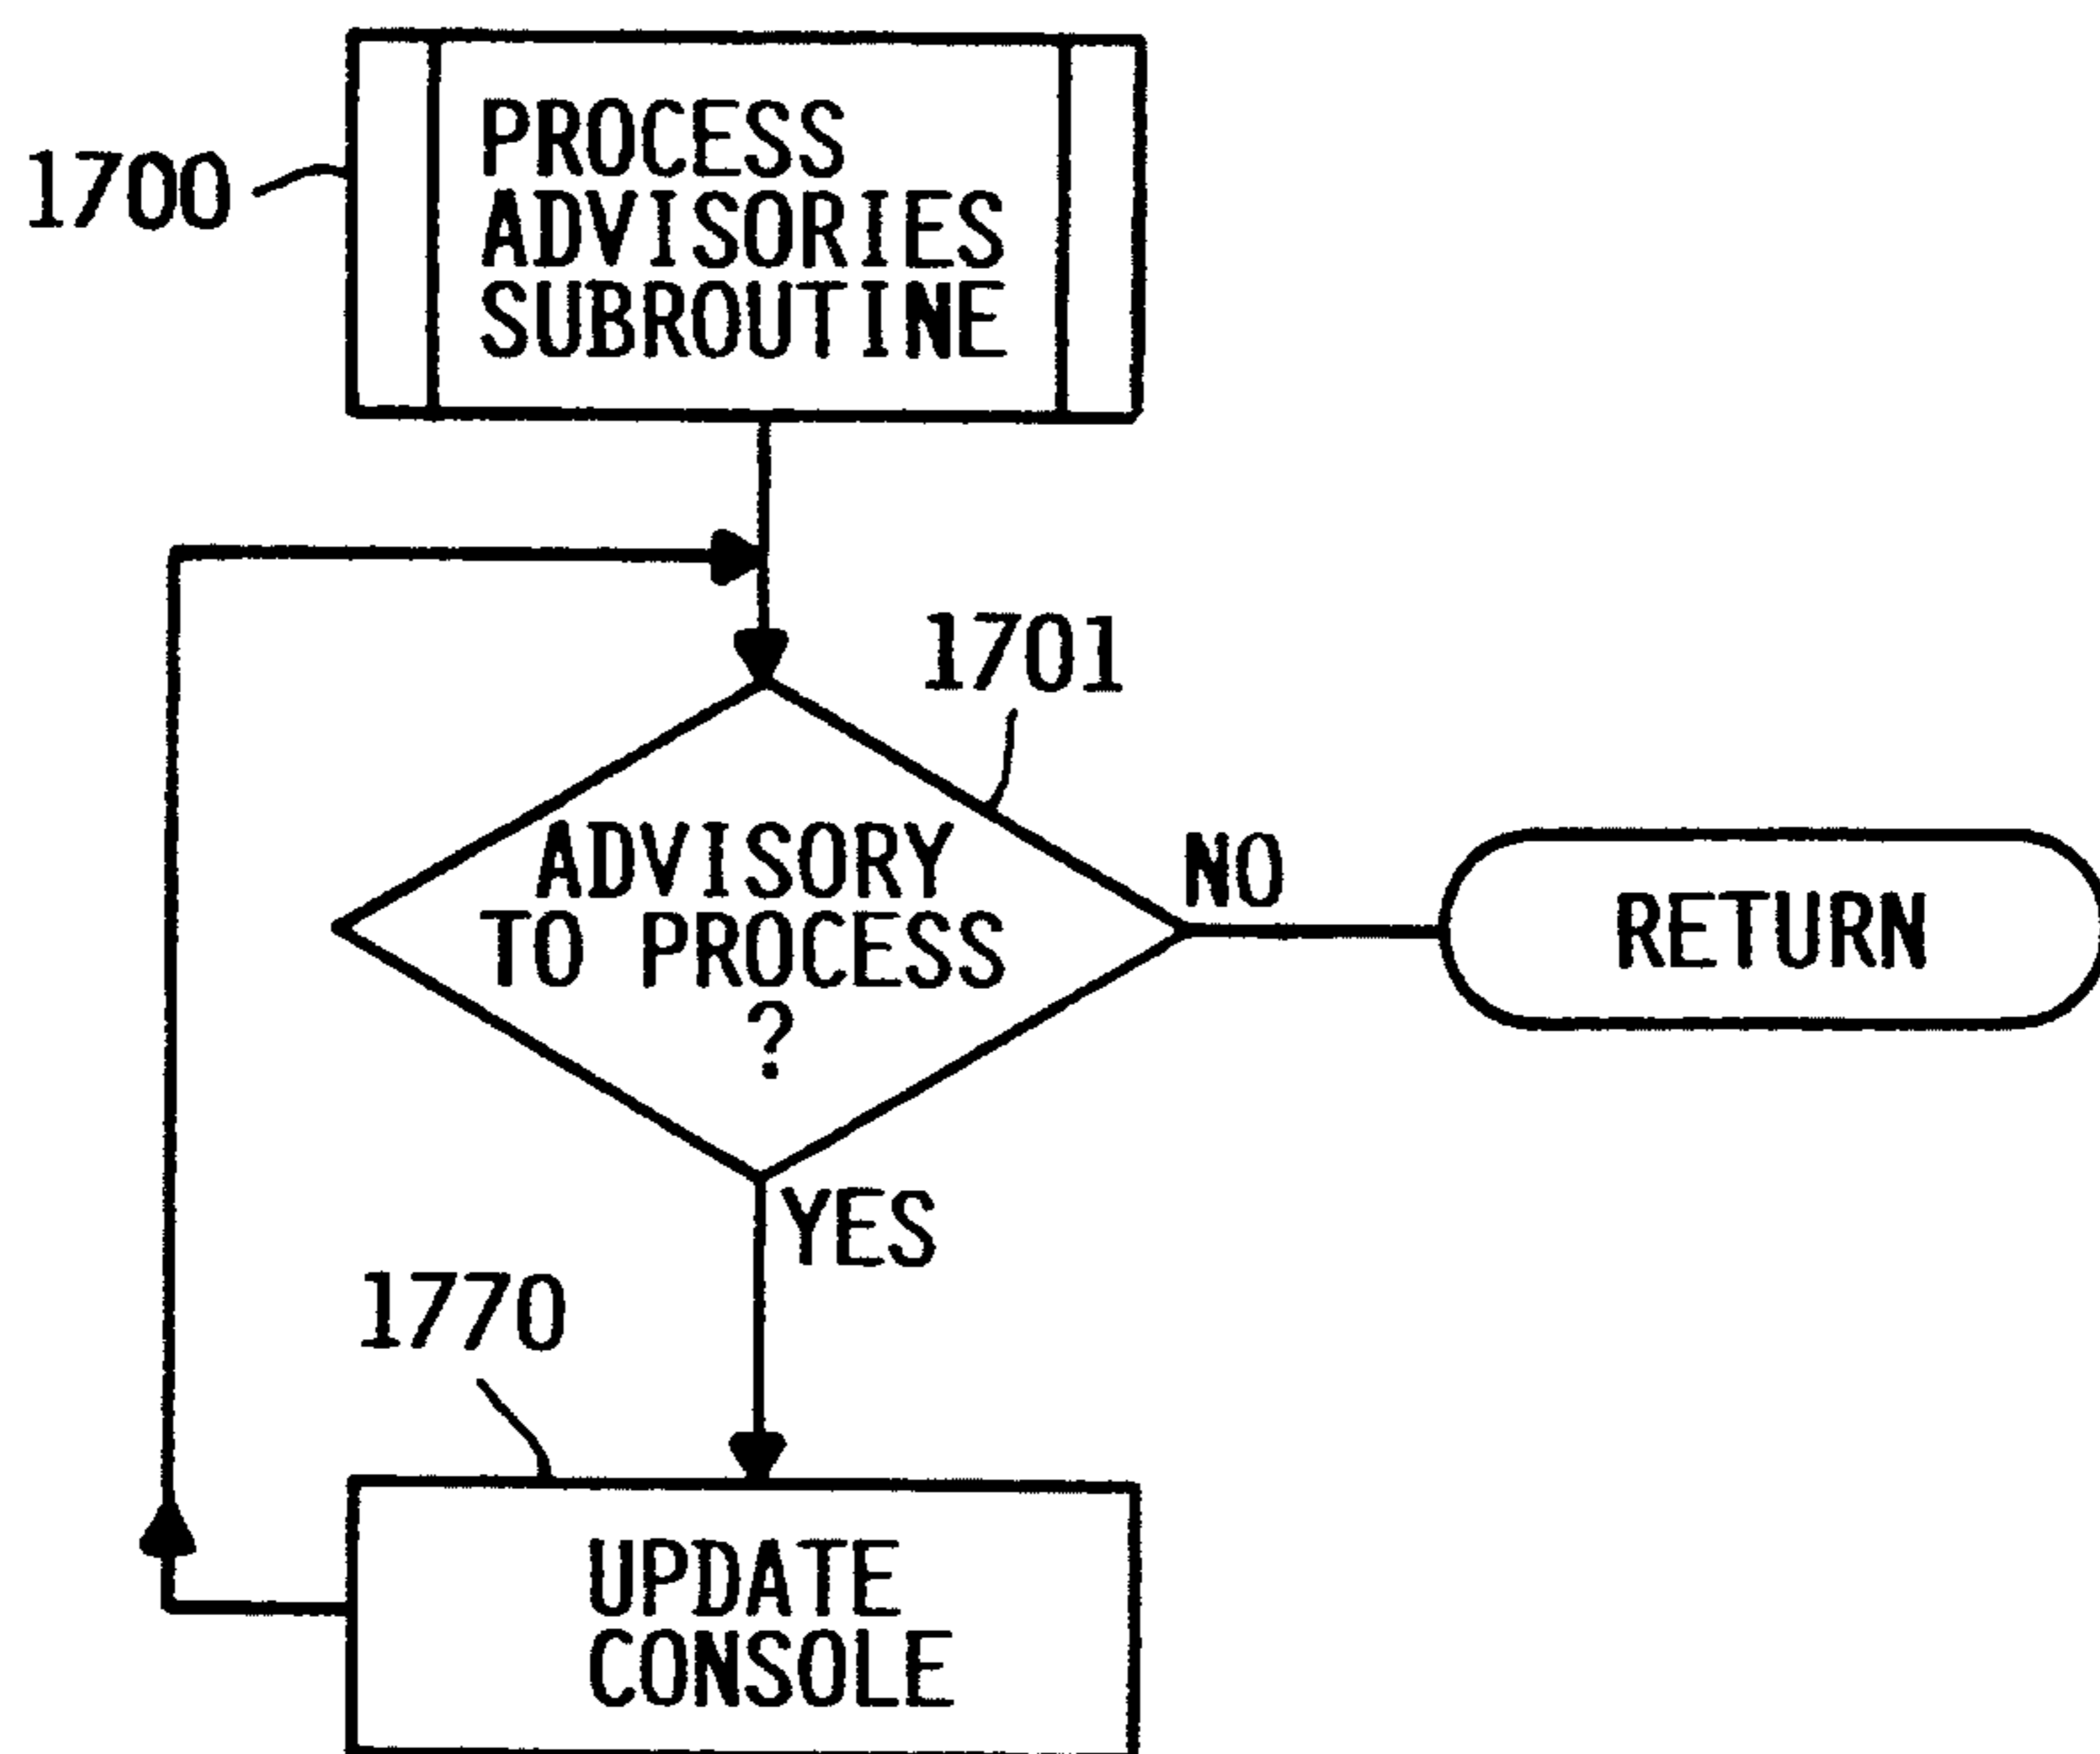 1700
PROCESS
ADVISORIES
SUBROUTINE
1701
ADVISORY
TO PROCESS
?
NO
RETURN
YES
1770
UPDATE
CONSOLE